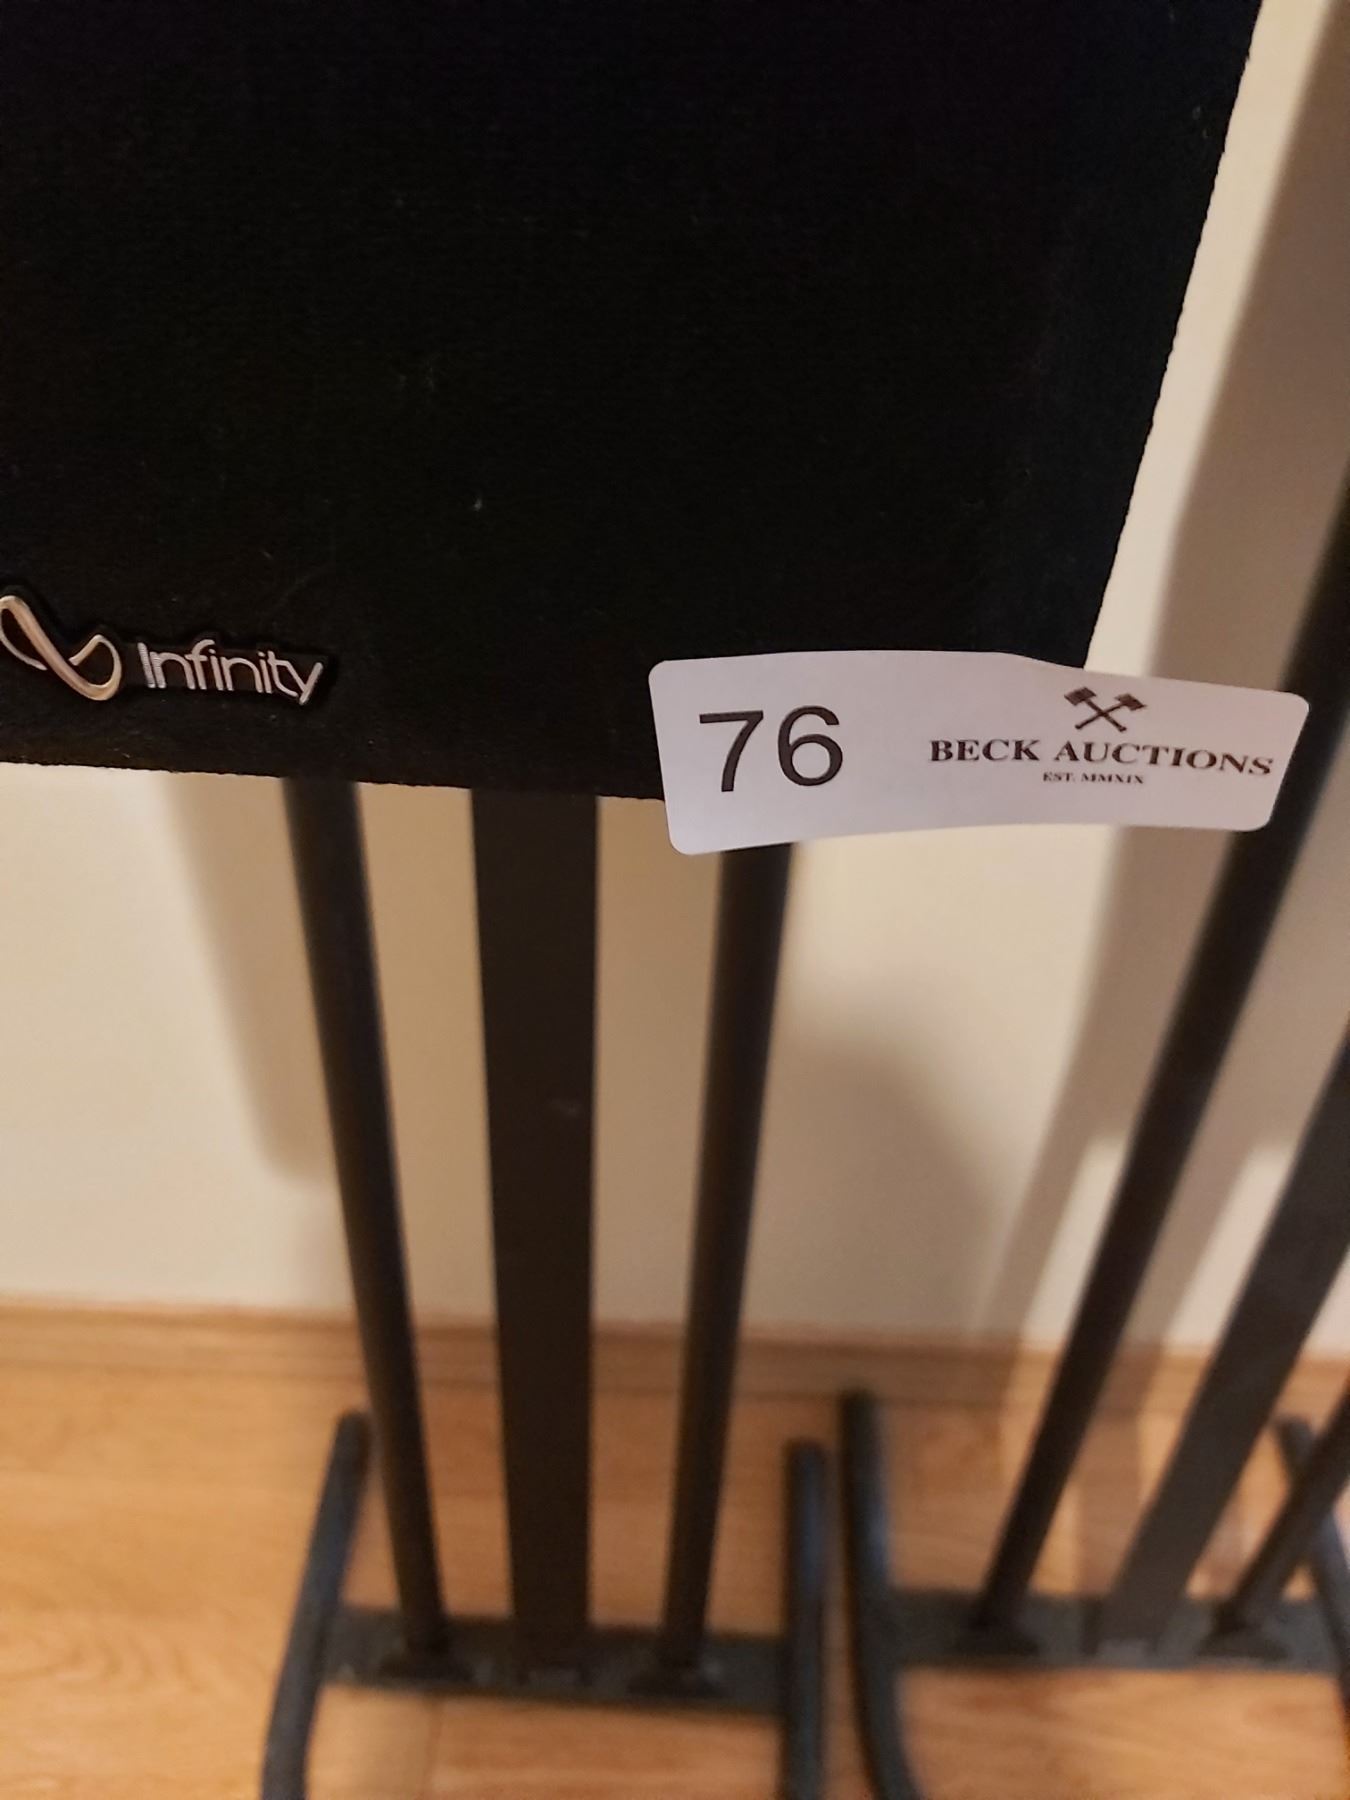 Infinity
76
BECK AUCTIONS
EST. MMXIX